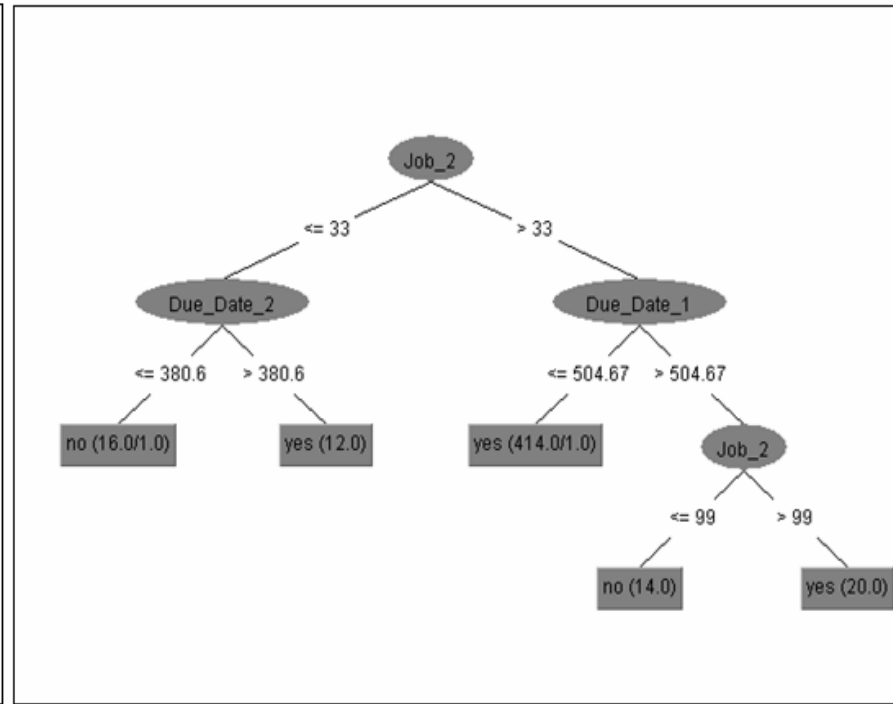 Job_2
<= 33
> 33
Due_Date_2
Due_Date_1
<= 380.6
> 380.6
<= 504.67
> 504.67
no (16.0/1.0)
yes (12.0)
yes (414.0/1.0)
Job_2
<= 99
> 99
no (14.0)
yes (20.0)